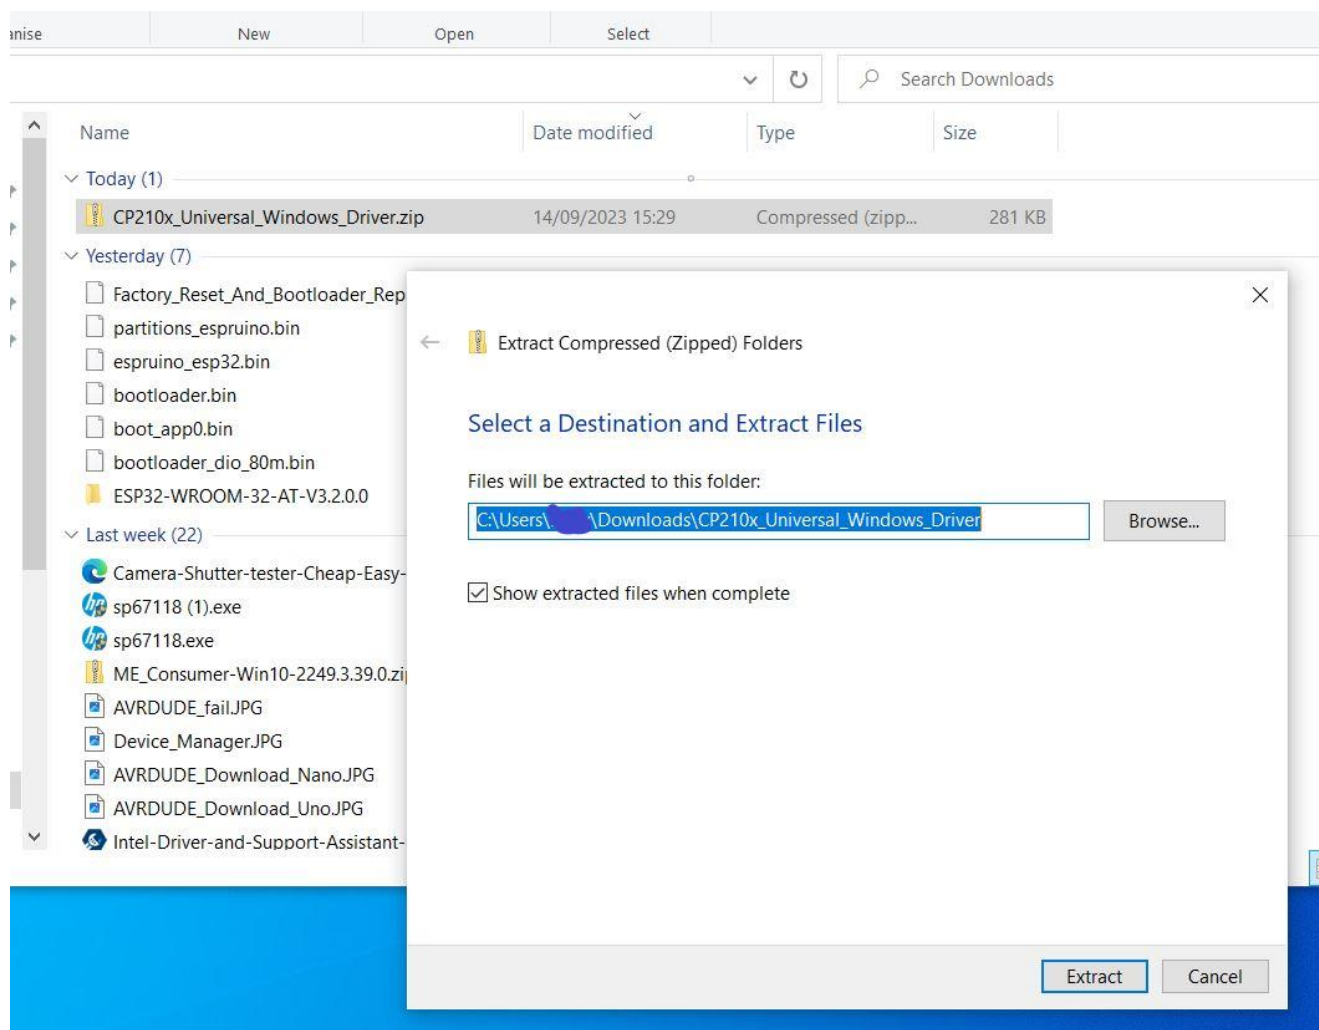 anise New Open Select
Search Downloads
Name Date modified Type Size
Today (1)
CP210x_Universal_Windows_Driver.zip 14/09/2023 15:29 Compressed (zipp... 281 KB
Yesterday (7)
Factory_Reset_And_Bootloader_Rep
partitions_espruino.bin
espruino_esp32.bin
bootloader.bin
boot_app0.bin
bootloader_dio_80m.bin
ESP32-WROOM-32-AT-V3.2.0.0
Last week (22)
Camera-Shutter-tester-Cheap-Easy-
sp67118 (1).exe
sp67118.exe
ME_Consumer-Win10-2249.3.39.0.zi
AVRDUDE_fail.JPG
Device_Manager.JPG
AVRDUDE_Download_Nano.JPG
AVRDUDE_Download_Uno.JPG
Intel-Driver-and-Support-Assistant-
Extract Compressed (Zipped) Folders
Select a Destination and Extract Files
Files will be extracted to this folder:
C:\Users\ \Downloads\CP210x_Universal_Windows_Driver
Browse...
Show extracted files when complete
Extract Cancel